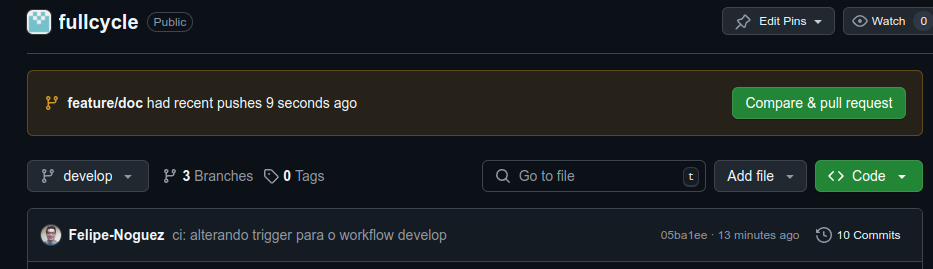 fullcycle Public Edit Pins Watch 0
feature/doc had recent pushes 9 seconds ago Compare & pull request
develop 3 Branches 0 Tags Go to file t Add file Code
Felipe-Noguez ci: alterando trigger para o workflow develop 05ba1ee · 13 minutes ago 10 Commits